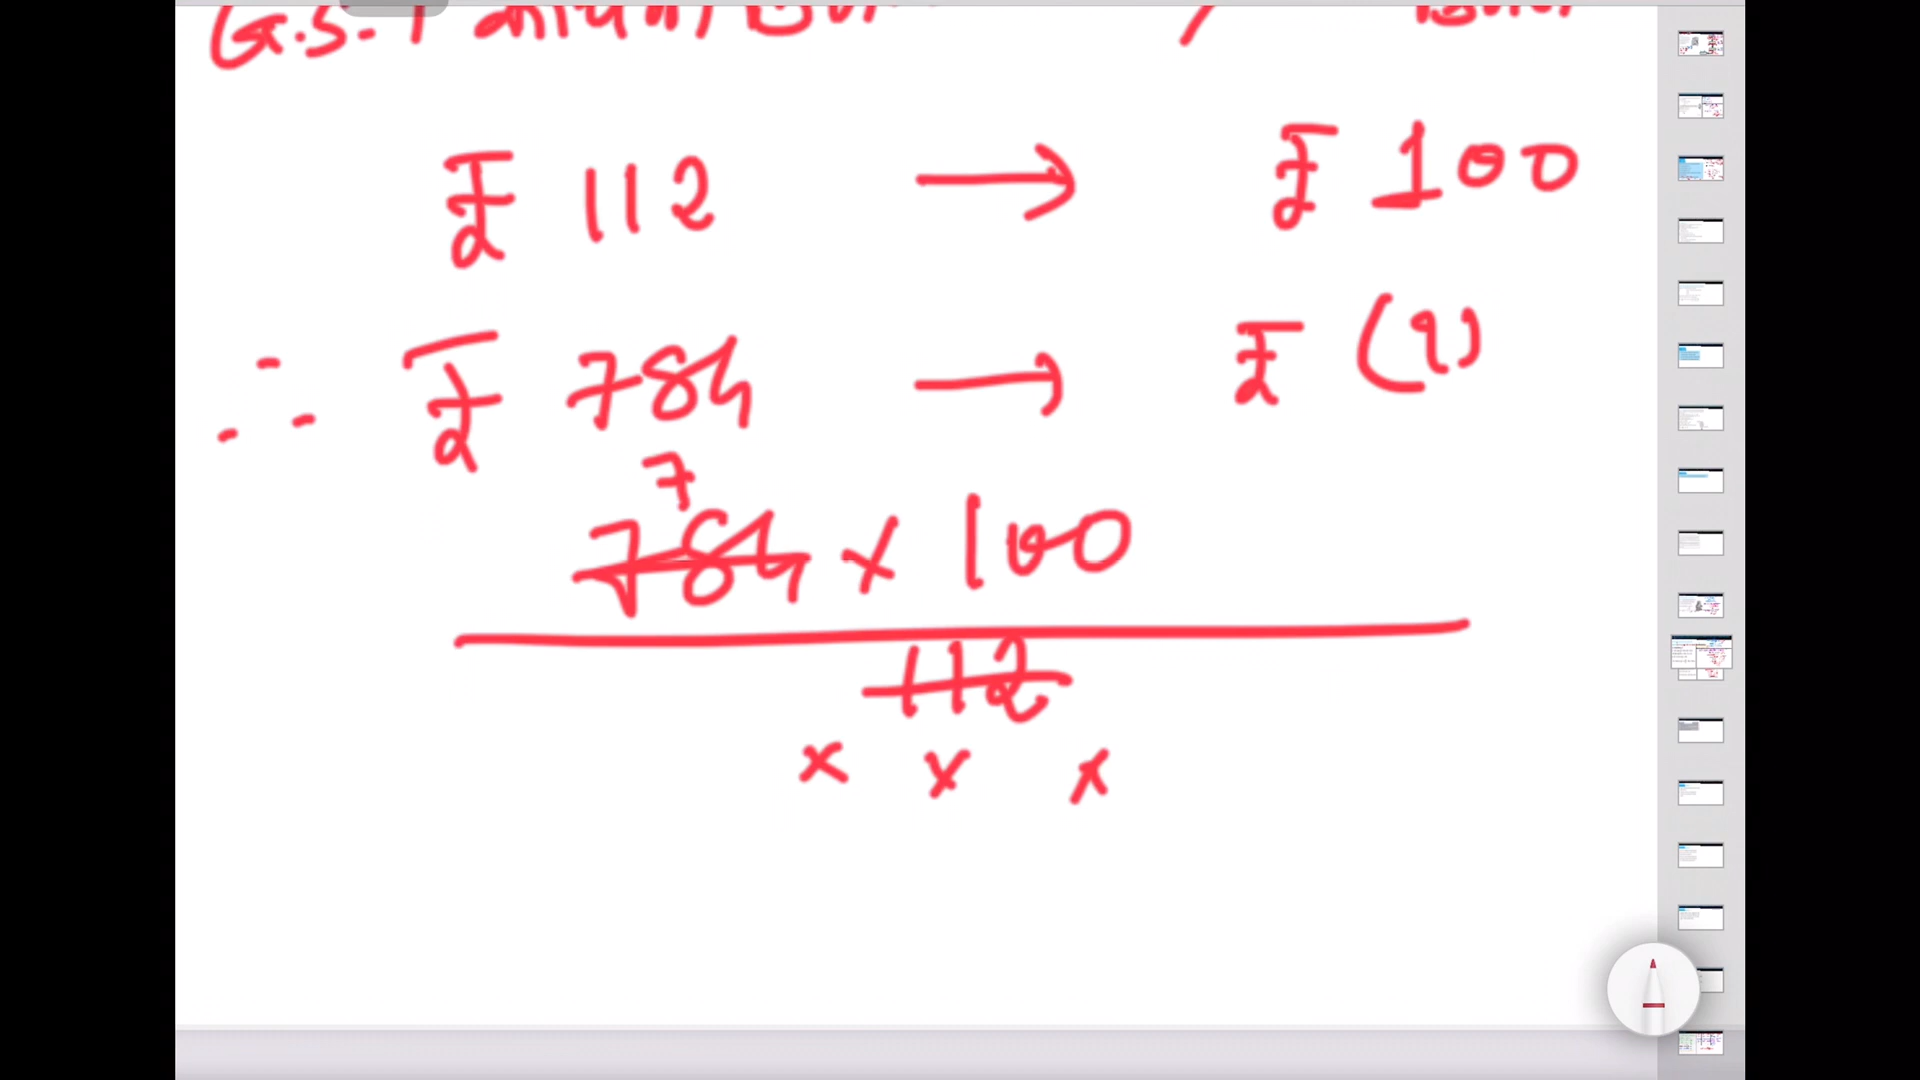 G.S.T
₹ 112 → ₹ 100
∴ ₹ 784 → ₹ (?)
7
784 x 100
112
x x x